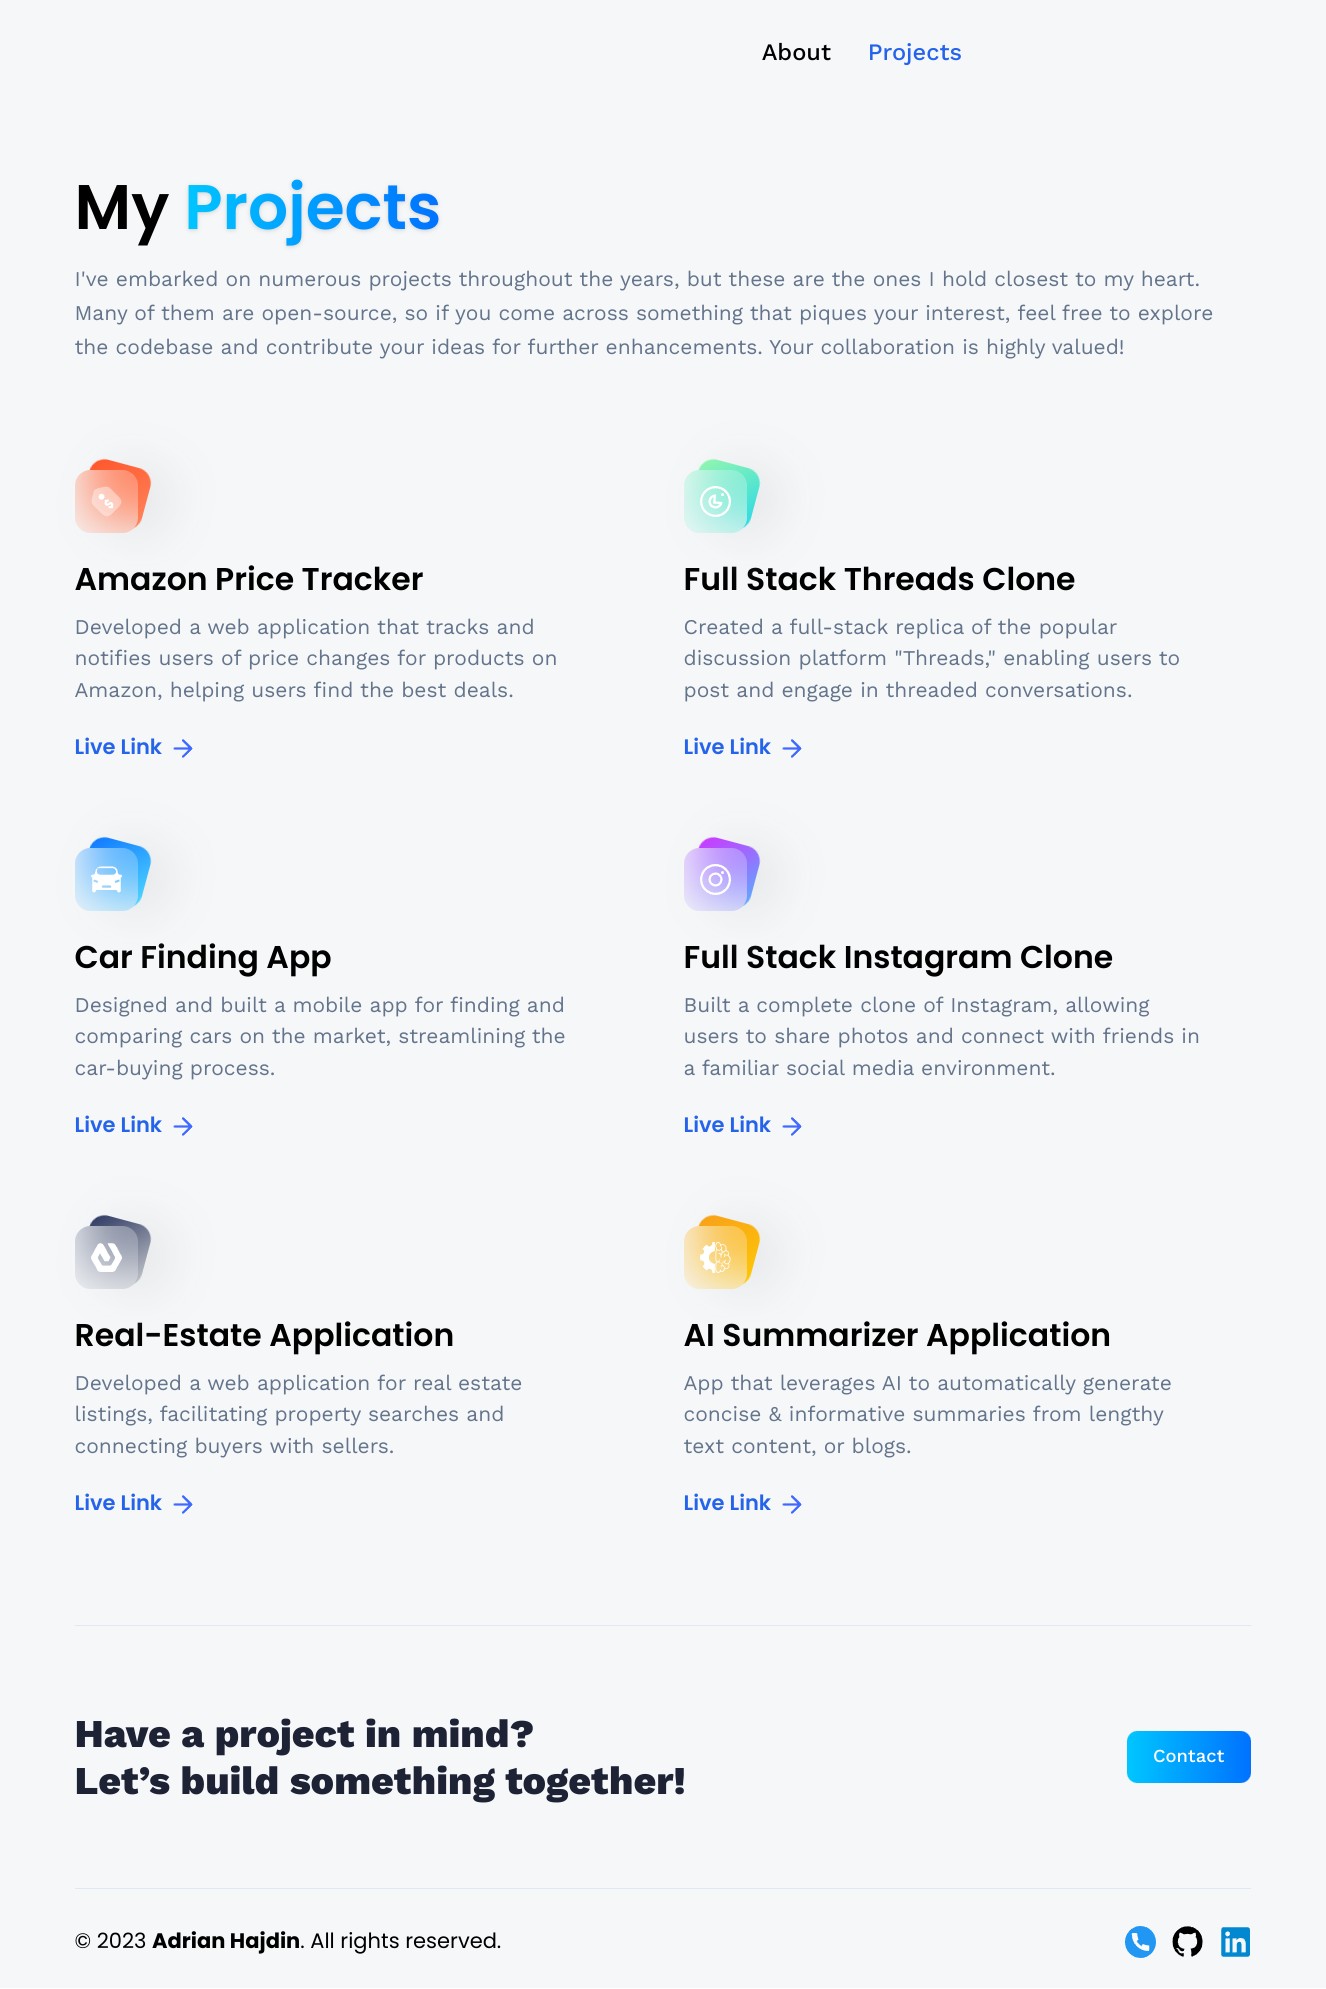 About Projects
My Projects
I've embarked on numerous projects throughout the years, but these are the ones I hold closest to my heart.
Many of them are open-source, so if you come across something that piques your interest, feel free to explore
the codebase and contribute your ideas for further enhancements. Your collaboration is highly valued!
Amazon Price Tracker
Developed a web application that tracks and
notifies users of price changes for products on
Amazon, helping users find the best deals.
Live Link
Full Stack Threads Clone
Created a full-stack replica of the popular
discussion platform "Threads," enabling users to
post and engage in threaded conversations.
Live Link
Car Finding App
Designed and built a mobile app for finding and
comparing cars on the market, streamlining the
car-buying process.
Live Link
Full Stack Instagram Clone
Built a complete clone of Instagram, allowing
users to share photos and connect with friends in
a familiar social media environment.
Live Link
Real-Estate Application
Developed a web application for real estate
listings, facilitating property searches and
connecting buyers with sellers.
Live Link
AI Summarizer Application
App that leverages AI to automatically generate
concise & informative summaries from lengthy
text content, or blogs.
Live Link
Have a project in mind?
Let’s build something together!
Contact
© 2023 Adrian Hajdin. All rights reserved.
in